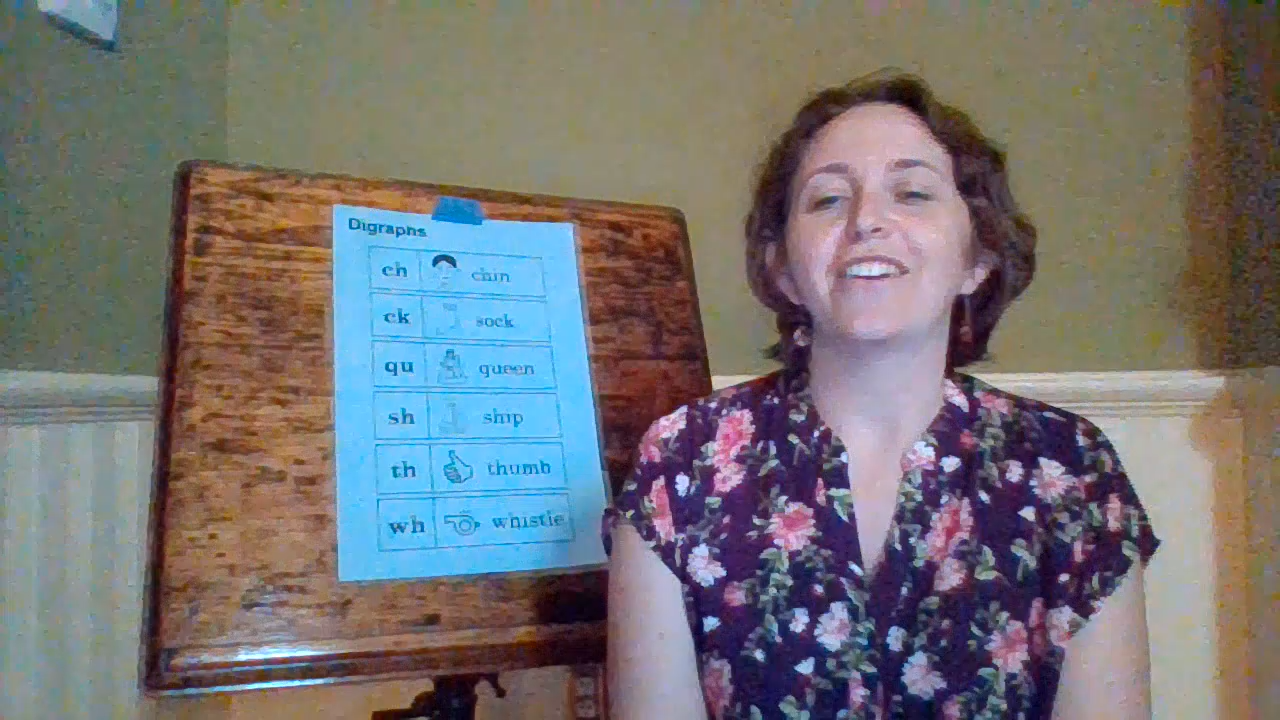 Digraphs
ch chin
ck sock
qu queen
sh ship
th thumb
wh whistle